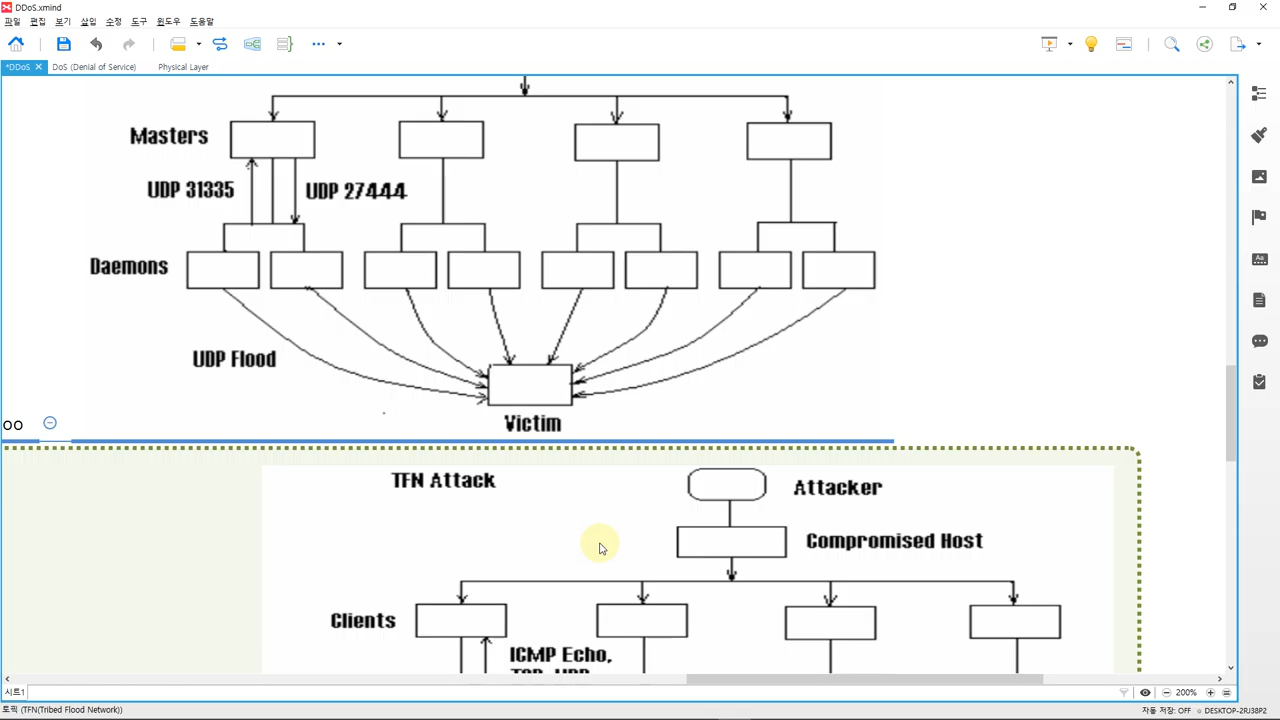 DDoS.xmind
파일 편집 보기 삽입 수정 도구 윈도우 도움말
*DDoS DoS (Denial of Service) Physical Layer
Masters
UDP 31335 UDP 27444
Daemons
UDP Flood
Victim
oo
TFN Attack
Attacker
Compromised Host
Clients
ICMP Echo,
시트1
200%
토픽 (TFN(Tribed Flood Network))
자동 저장: OFF DESKTOP-2RJ38P2